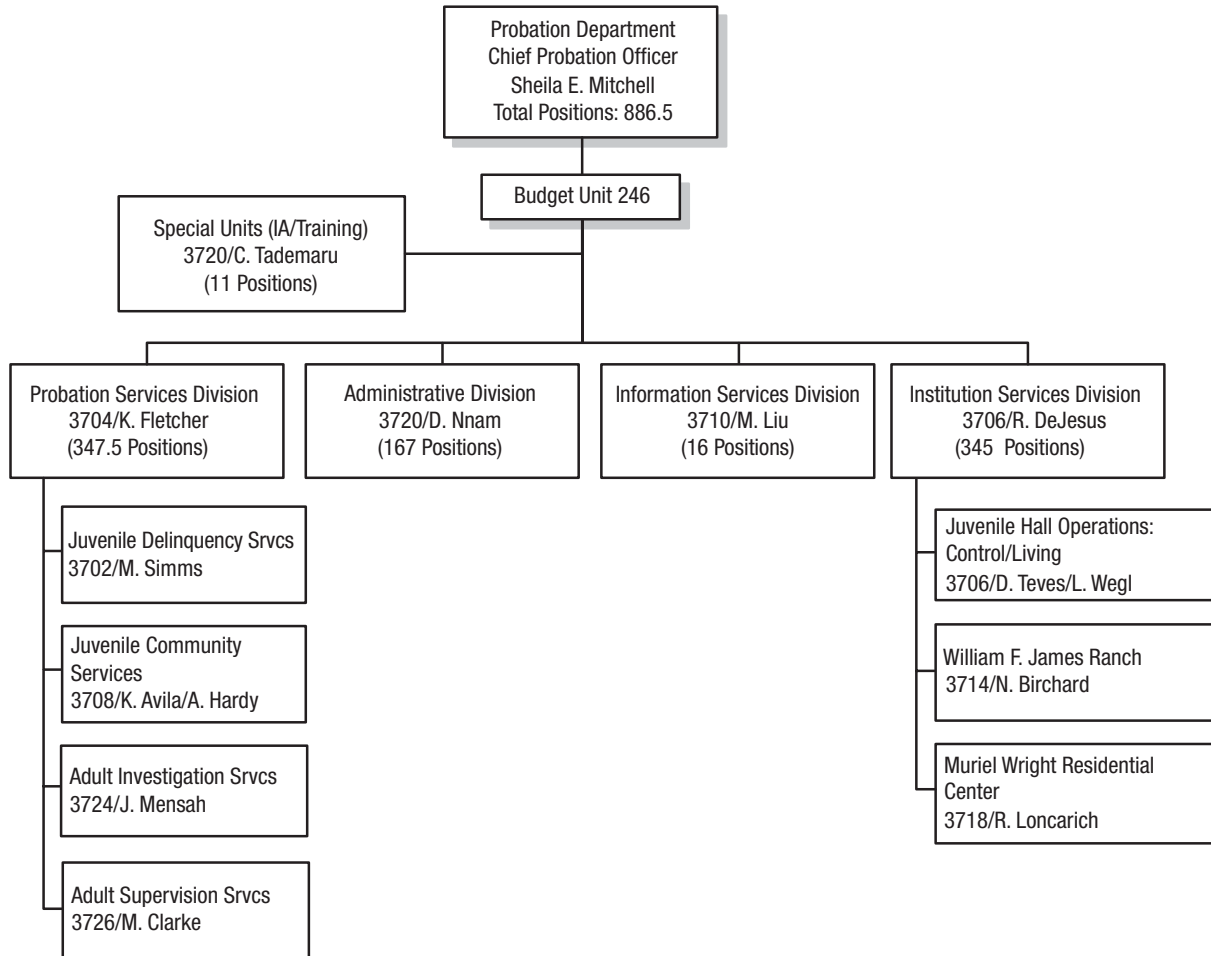 Probation Department
Chief Probation Officer
Sheila E. Mitchell
Total Positions: 886.5
Budget Unit 246
Special Units (IA/Training)
3720/C. Tademaru
(11 Positions)
Probation Services Division
3704/K. Fletcher
(347.5 Positions)
Administrative Division
3720/D. Nnam
(167 Positions)
Information Services Division
3710/M. Liu
(16 Positions)
Institution Services Division
3706/R. DeJesus
(345 Positions)
Juvenile Delinquency Srvcs
3702/M. Simms
Juvenile Community
Services
3708/K. Avila/A. Hardy
Adult Investigation Srvcs
3724/J. Mensah
Adult Supervision Srvcs
3726/M. Clarke
Juvenile Hall Operations:
Control/Living
3706/D. Teves/L. Wegl
William F. James Ranch
3714/N. Birchard
Muriel Wright Residential
Center
3718/R. Loncarich